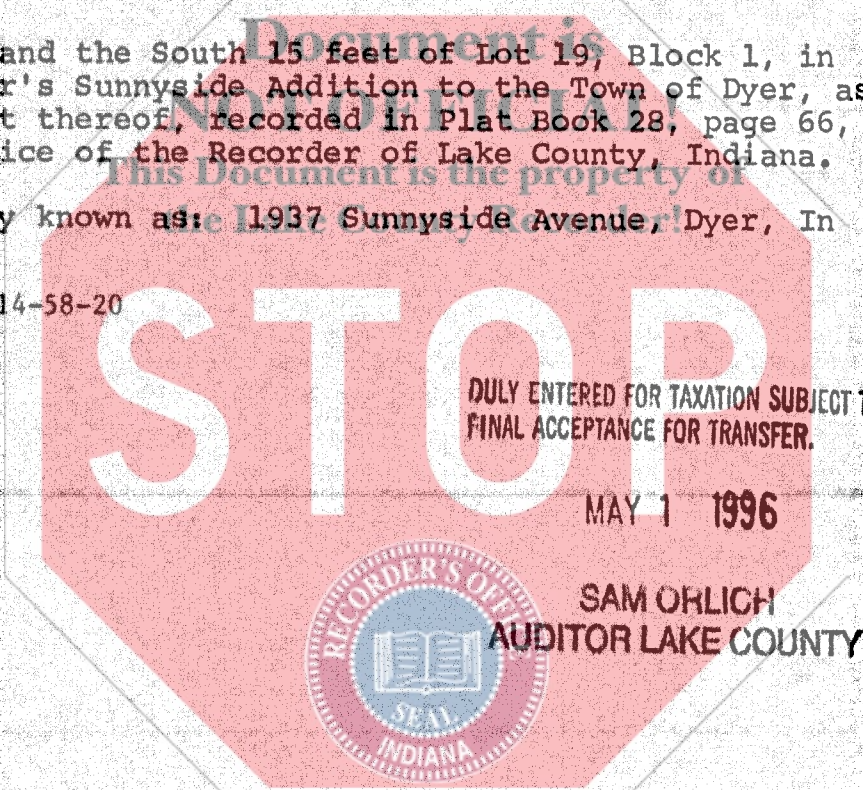 Document is
and the South 15 feet of Lot 19, Block 1, in
r's Sunnyside Addition to the Town of Dyer, as
NOT OFFICIAL!
t thereof, recorded in Plat Book 28, page 66,
ice of the Recorder of Lake County, Indiana.
This Document is the property of
the Lake County Recorder!
y known as: 1937 Sunnyside Avenue, Dyer, In
14-58-20
STOP
DULY ENTERED FOR TAXATION SUBJECT T
FINAL ACCEPTANCE FOR TRANSFER.
MAY 1 1996
SAM ORLICH
AUDITOR LAKE COUNTY
RECORDER'S OFFICE
SEAL
INDIANA